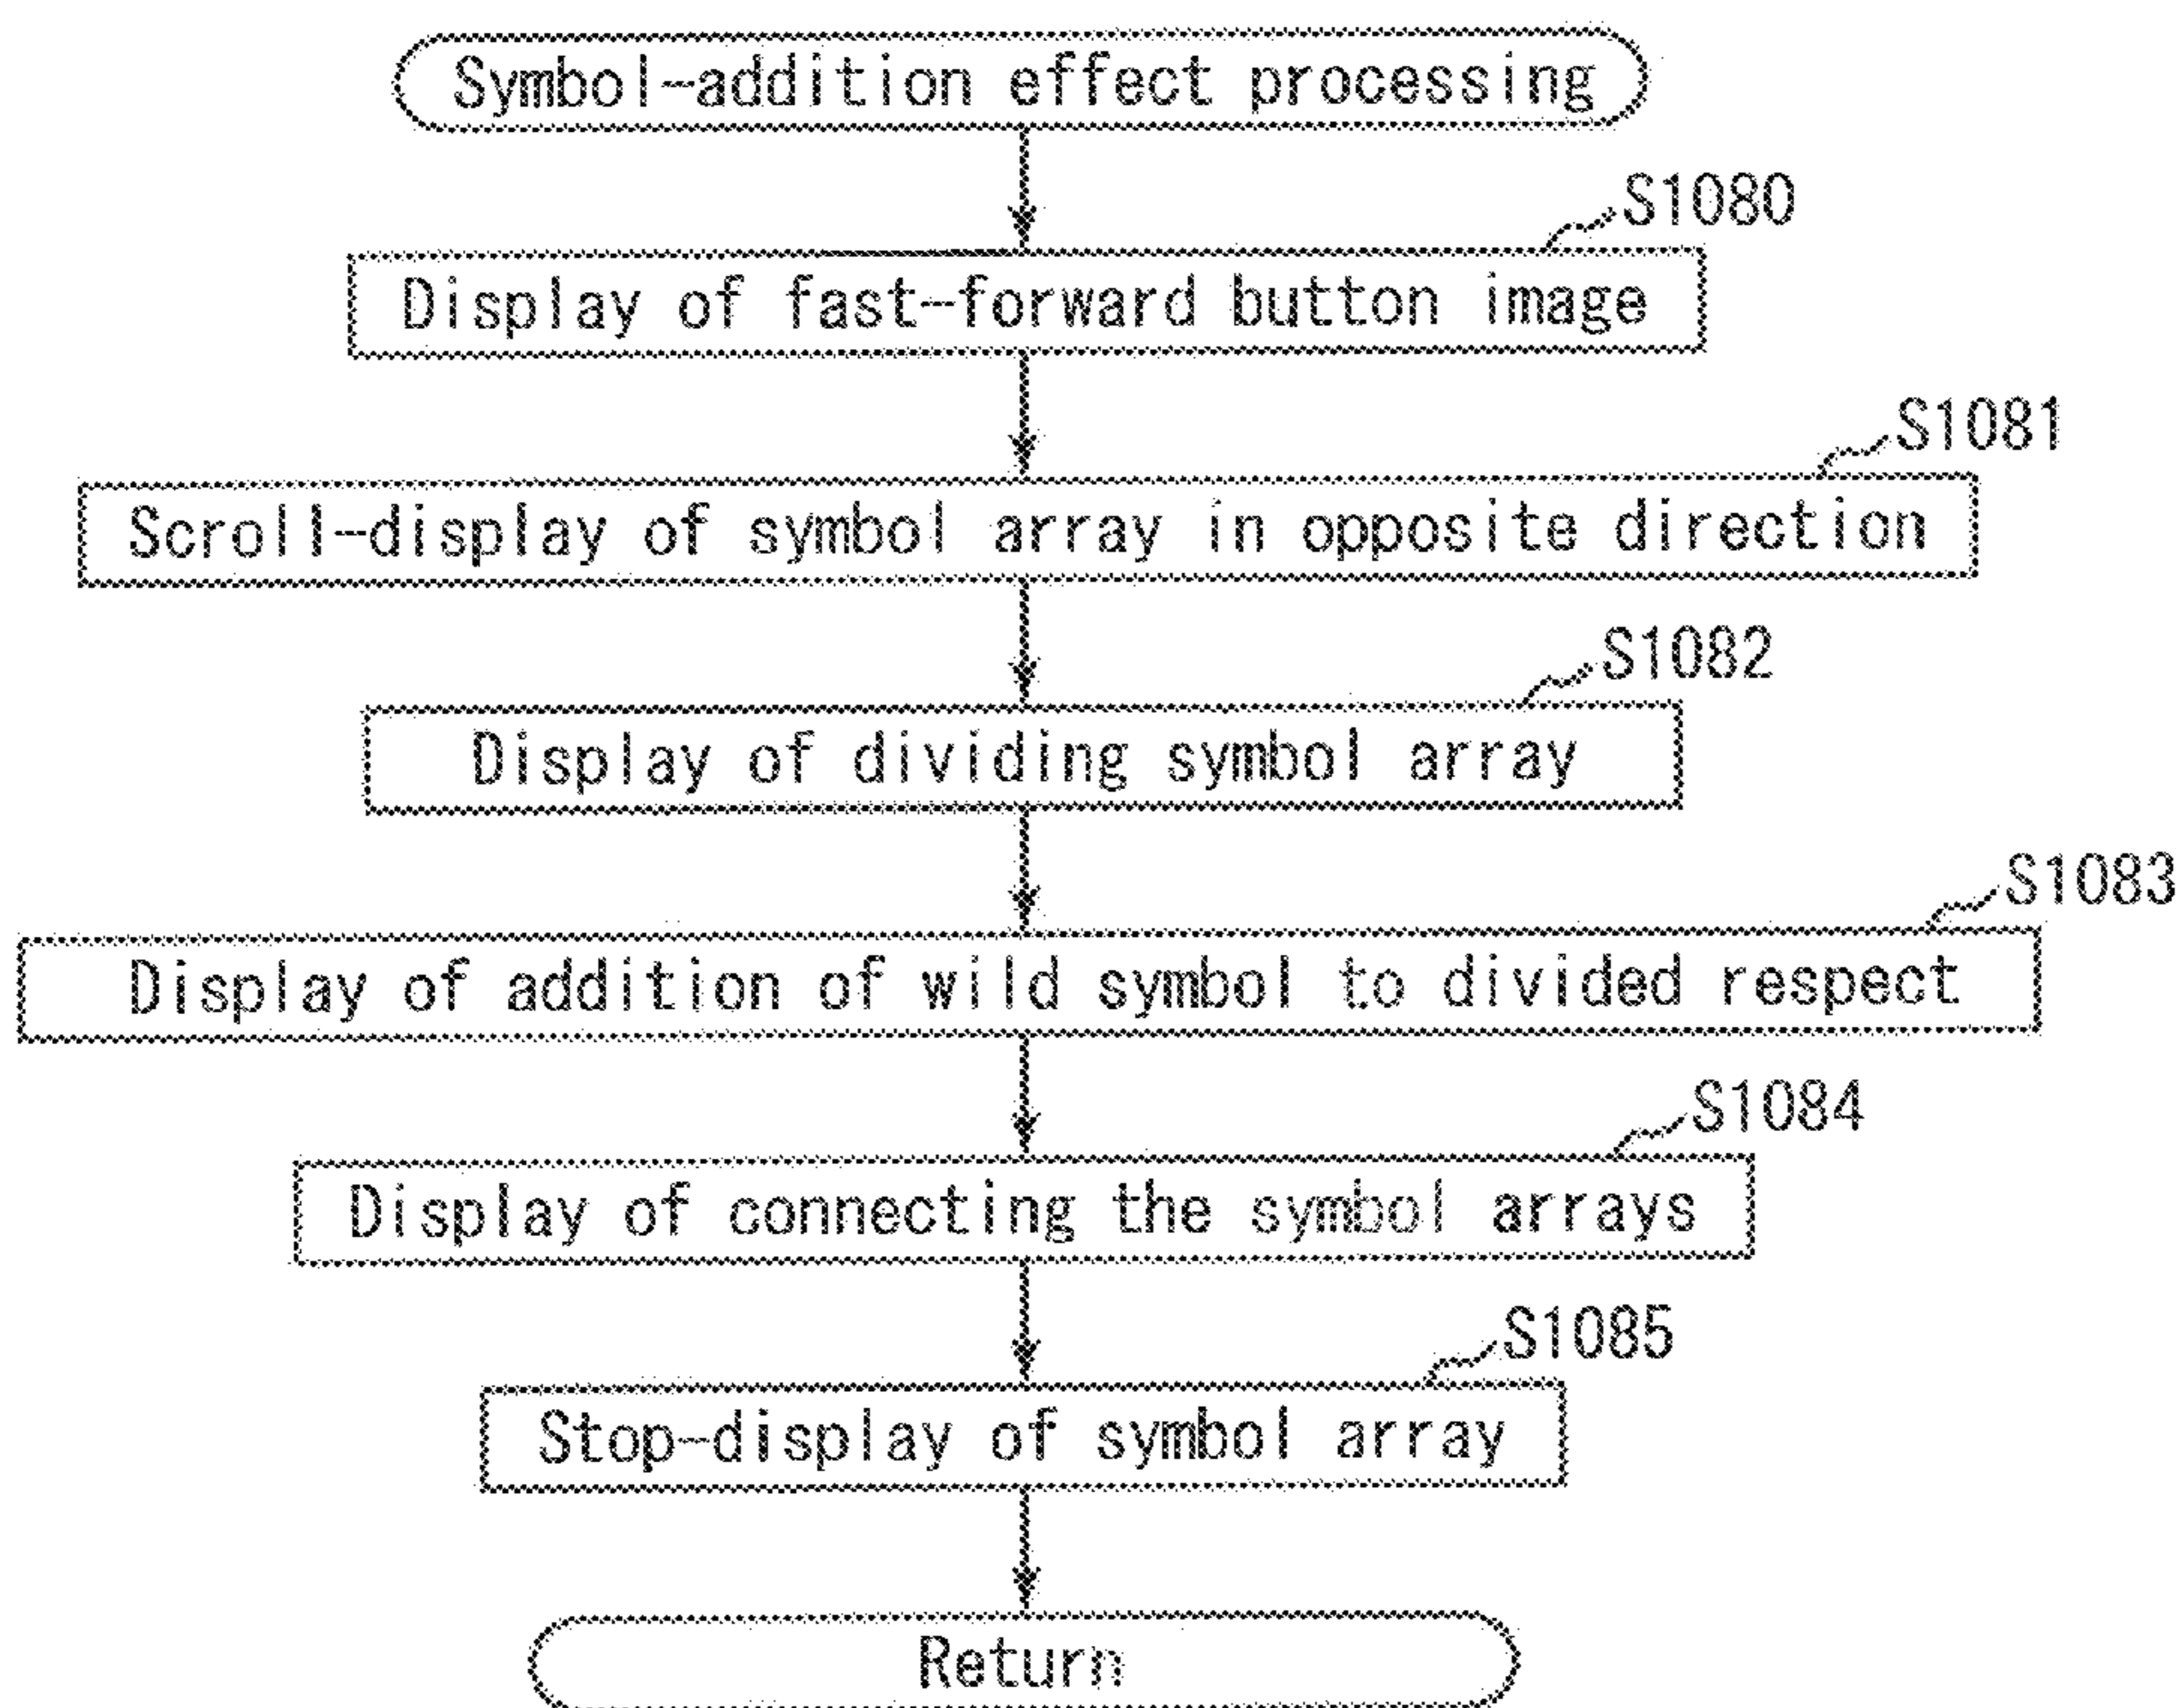 Symbol-addition effect processing
S1080
Display of fast-forward button image
S1081
Scroll-display of symbol array in opposite direction
S1082
Display of dividing symbol array
S1083
Display of addition of wild symbol to divided respect
S1084
Display of connecting the symbol arrays
S1085
Stop-display of symbol array
Return